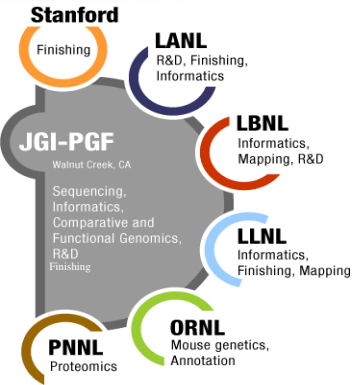 Stanford
Finishing
LANL
R&D, Finishing,
Informatics
LBNL
Informatics,
Mapping, R&D
JGI-PGF
Walnut Creek, CA
Sequencing,
Informatics,
Comparative and
Functional Genomics,
R&D
Finishing
LLNL
Informatics,
Finishing, Mapping
ORNL
Mouse genetics,
Annotation
PNNL
Proteomics